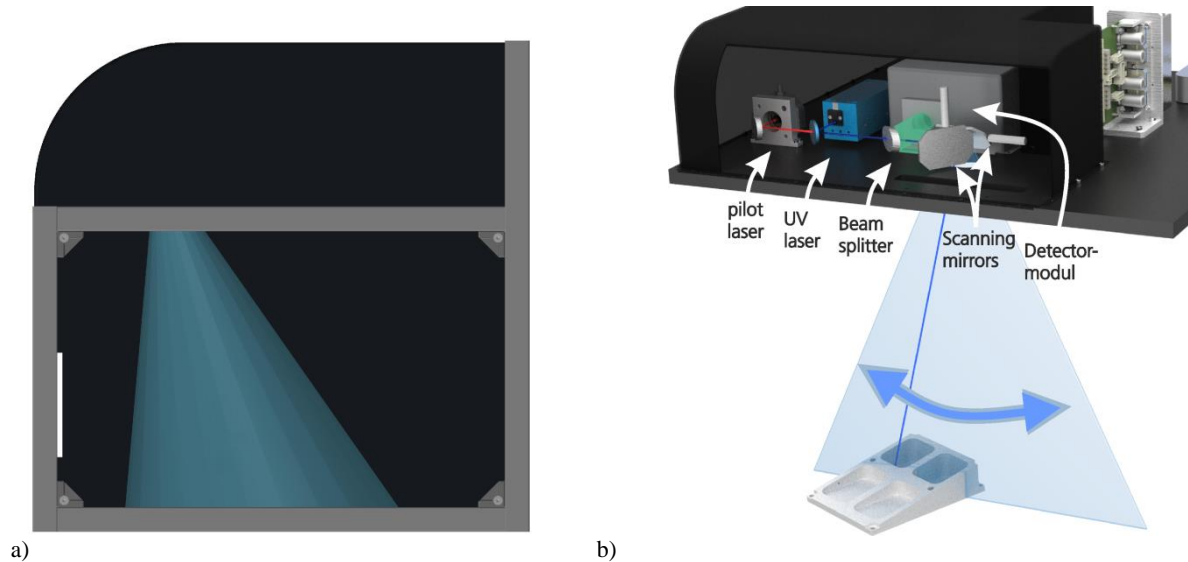 pilot
laser
UV
laser
Beam
splitter
Scanning
mirrors
Detector-
modul
a)
b)